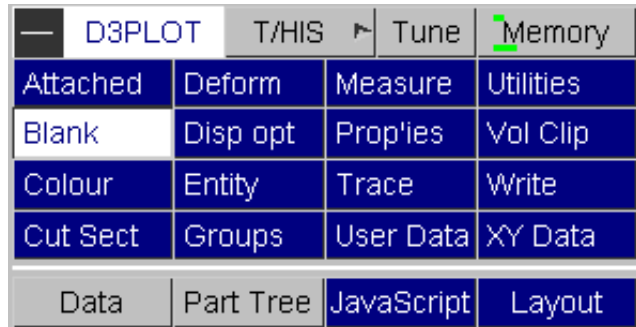 D3PLOT T/HIS Tune Memory
Attached Deform Measure Utilities
Blank Disp opt Prop'ies Vol Clip
Colour Entity Trace Write
Cut Sect Groups User Data XY Data
Data Part Tree JavaScript Layout